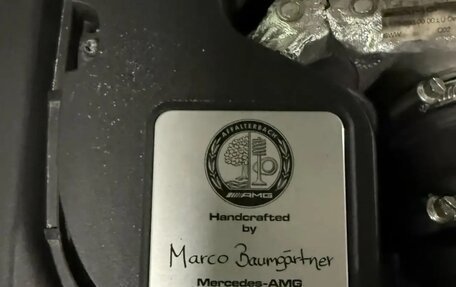 AFFALTERBACH
AMG
Handcrafted
by
Marco Baumgärtner
Mercedes-AMG